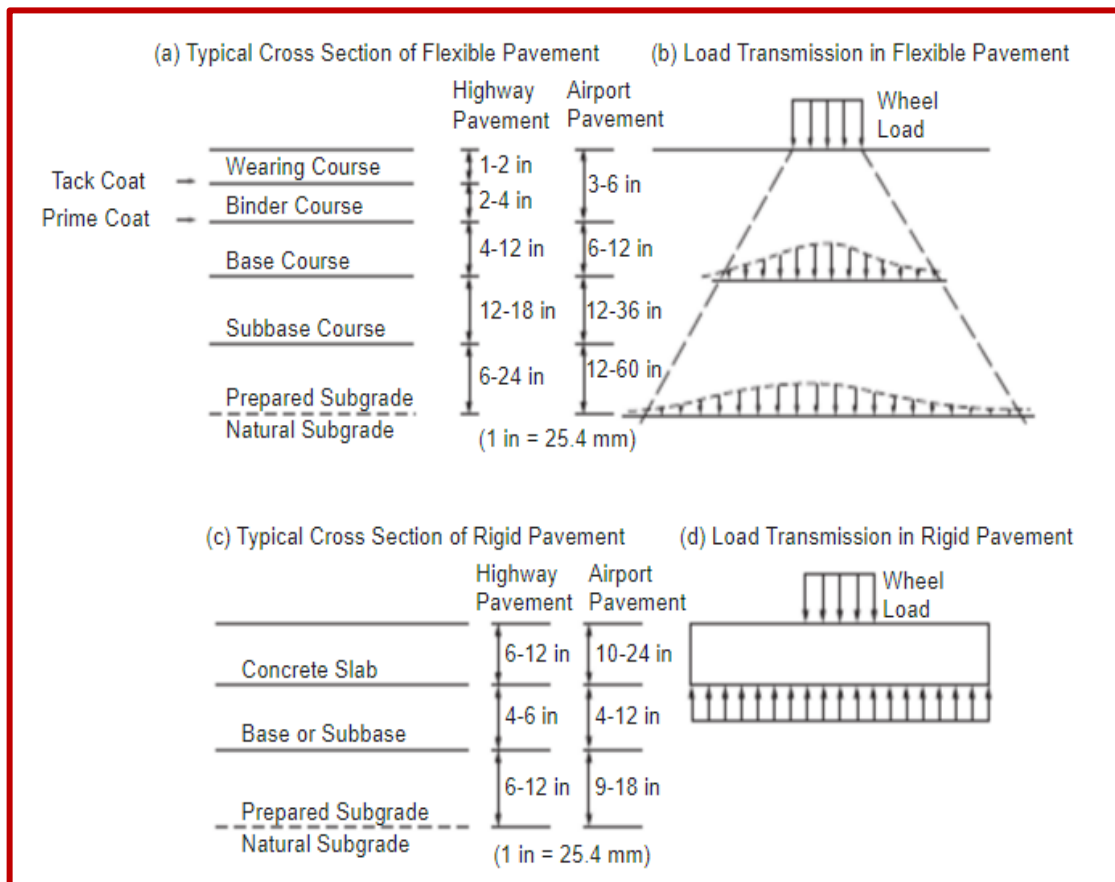 (a) Typical Cross Section of Flexible Pavement
(b) Load Transmission in Flexible Pavement
Highway
Pavement
Airport
Pavement
Wheel
Load
Wearing Course
1-2 in
3-6 in
Tack Coat
Binder Course
2-4 in
Prime Coat
Base Course
4-12 in
6-12 in
Subbase Course
12-18 in
12-36 in
Prepared Subgrade
6-24 in
12-60 in
Natural Subgrade
(1 in = 25.4 mm)
(c) Typical Cross Section of Rigid Pavement
(d) Load Transmission in Rigid Pavement
Highway
Pavement
Airport
Pavement
Wheel
Load
Concrete Slab
6-12 in
10-24 in
Base or Subbase
4-6 in
4-12 in
Prepared Subgrade
6-12 in
9-18 in
Natural Subgrade
(1 in = 25.4 mm)